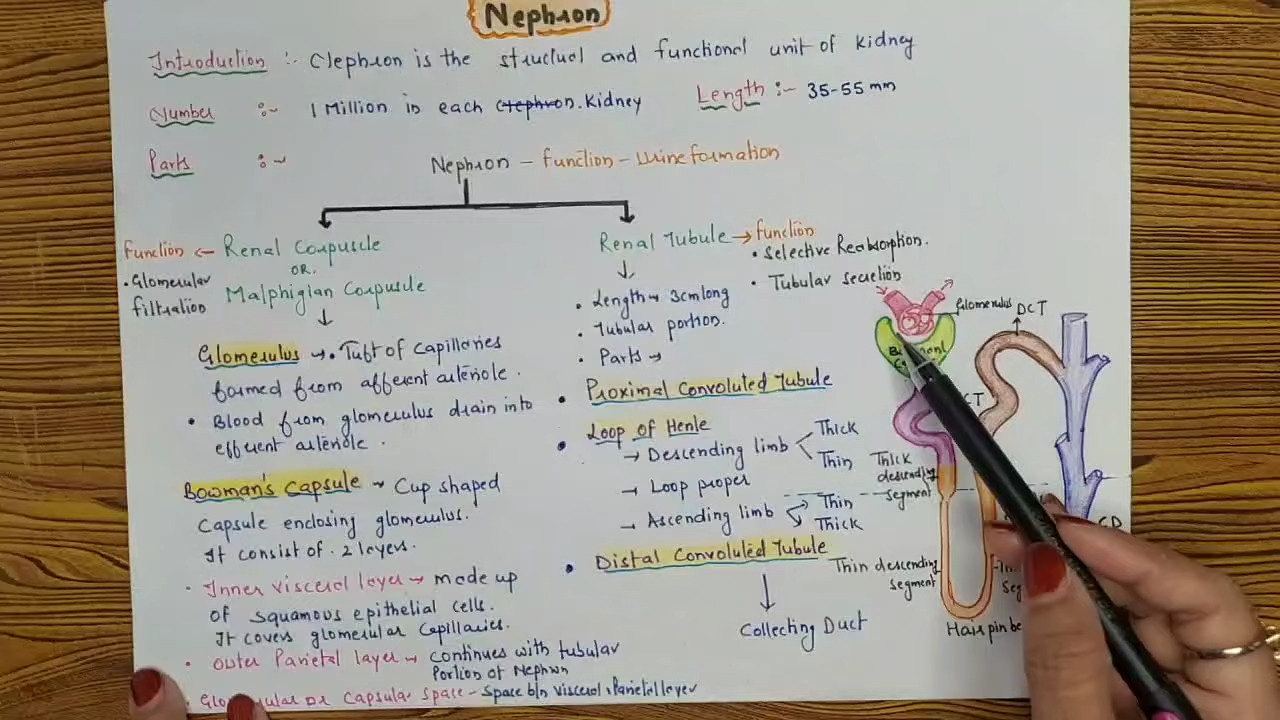 Nephron
Introduction :- Nephron is the structual and functional unit of kidney
Number :- 1 Million in each Nephron. Kidney
Length :- 35-55 mm
Parts :-
Nephron - function - Urine formation
Function ← Renal Corpuscle
OR.
Malphigian Corpuscle
• Glomerular
filtration
Glomerulus → • Tuft of capillaries
formed from afferent arteriole.
• Blood from glomerulus drain into
efferent arteriole.
Bowman's Capsule → Cup shaped
Capsule enclosing glomerulus.
It consist of 2 layers.
• Inner visceral layer → made up
of squamous epithelial cells.
It covers glomerular Capillaries.
• Outer Parietal layer → continues with tubular
Portion of Nephron
• Glomerular or Capsular space - Space b/n visceral & Parietal layer
Renal Tubule → function
• Selective Reabsorption.
• Tubular secretion
• Length → 3cm long
• Tubular portion.
• Parts →
• Proximal Convoluted Tubule
• Loop of Henle
→ Descending limb
Thick
Thin
→ Loop proper
→ Ascending limb
Thin
Thick
• Distal Convoluted Tubule
Collecting Duct
Glomerulus
DCT
CT
Thick
descending
segment
Thin descending
segment
CD